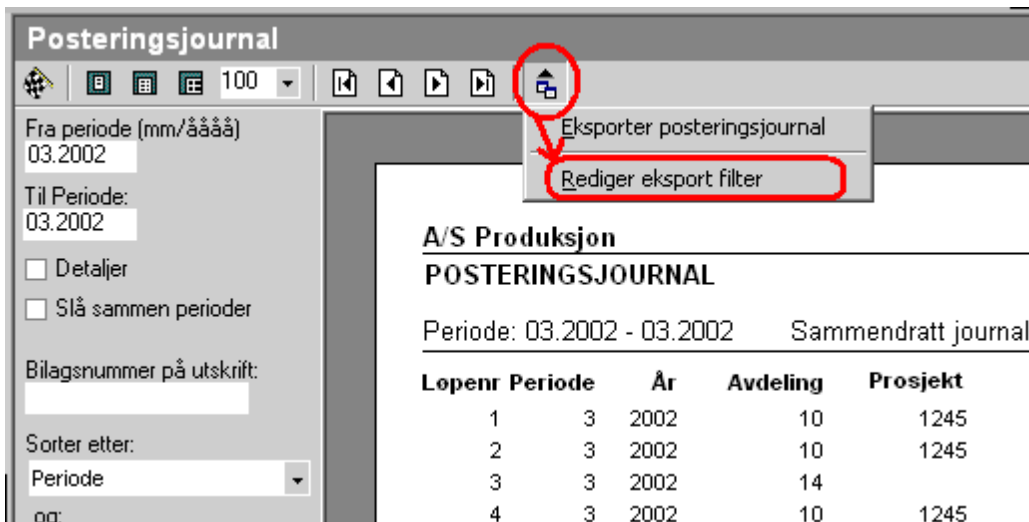 Posteringsjournal
100
Fra periode (mm/åååå)
03.2002
Til Periode:
03.2002
Detaljer
Slå sammen perioder
Bilagsnummer på utskrift:
Sorter etter:
Periode
og:
Eksporter posteringsjournal
Rediger eksport filter
A/S Produksjon
POSTERINGSJOURNAL
Periode: 03.2002 - 03.2002 Sammendratt journal
Løpenr Periode År Avdeling Prosjekt
1 3 2002 10 1245
2 3 2002 10 1245
3 3 2002 14
4 3 2002 10 1245